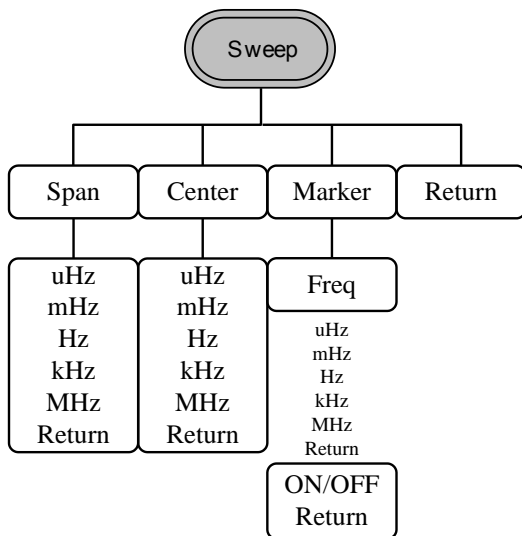 Sweep
Span
Center
Marker
Return
uHz
mHz
Hz
kHz
MHz
Return
uHz
mHz
Hz
kHz
MHz
Return
Freq
uHz
mHz
Hz
kHz
MHz
Return
ON/OFF
Return